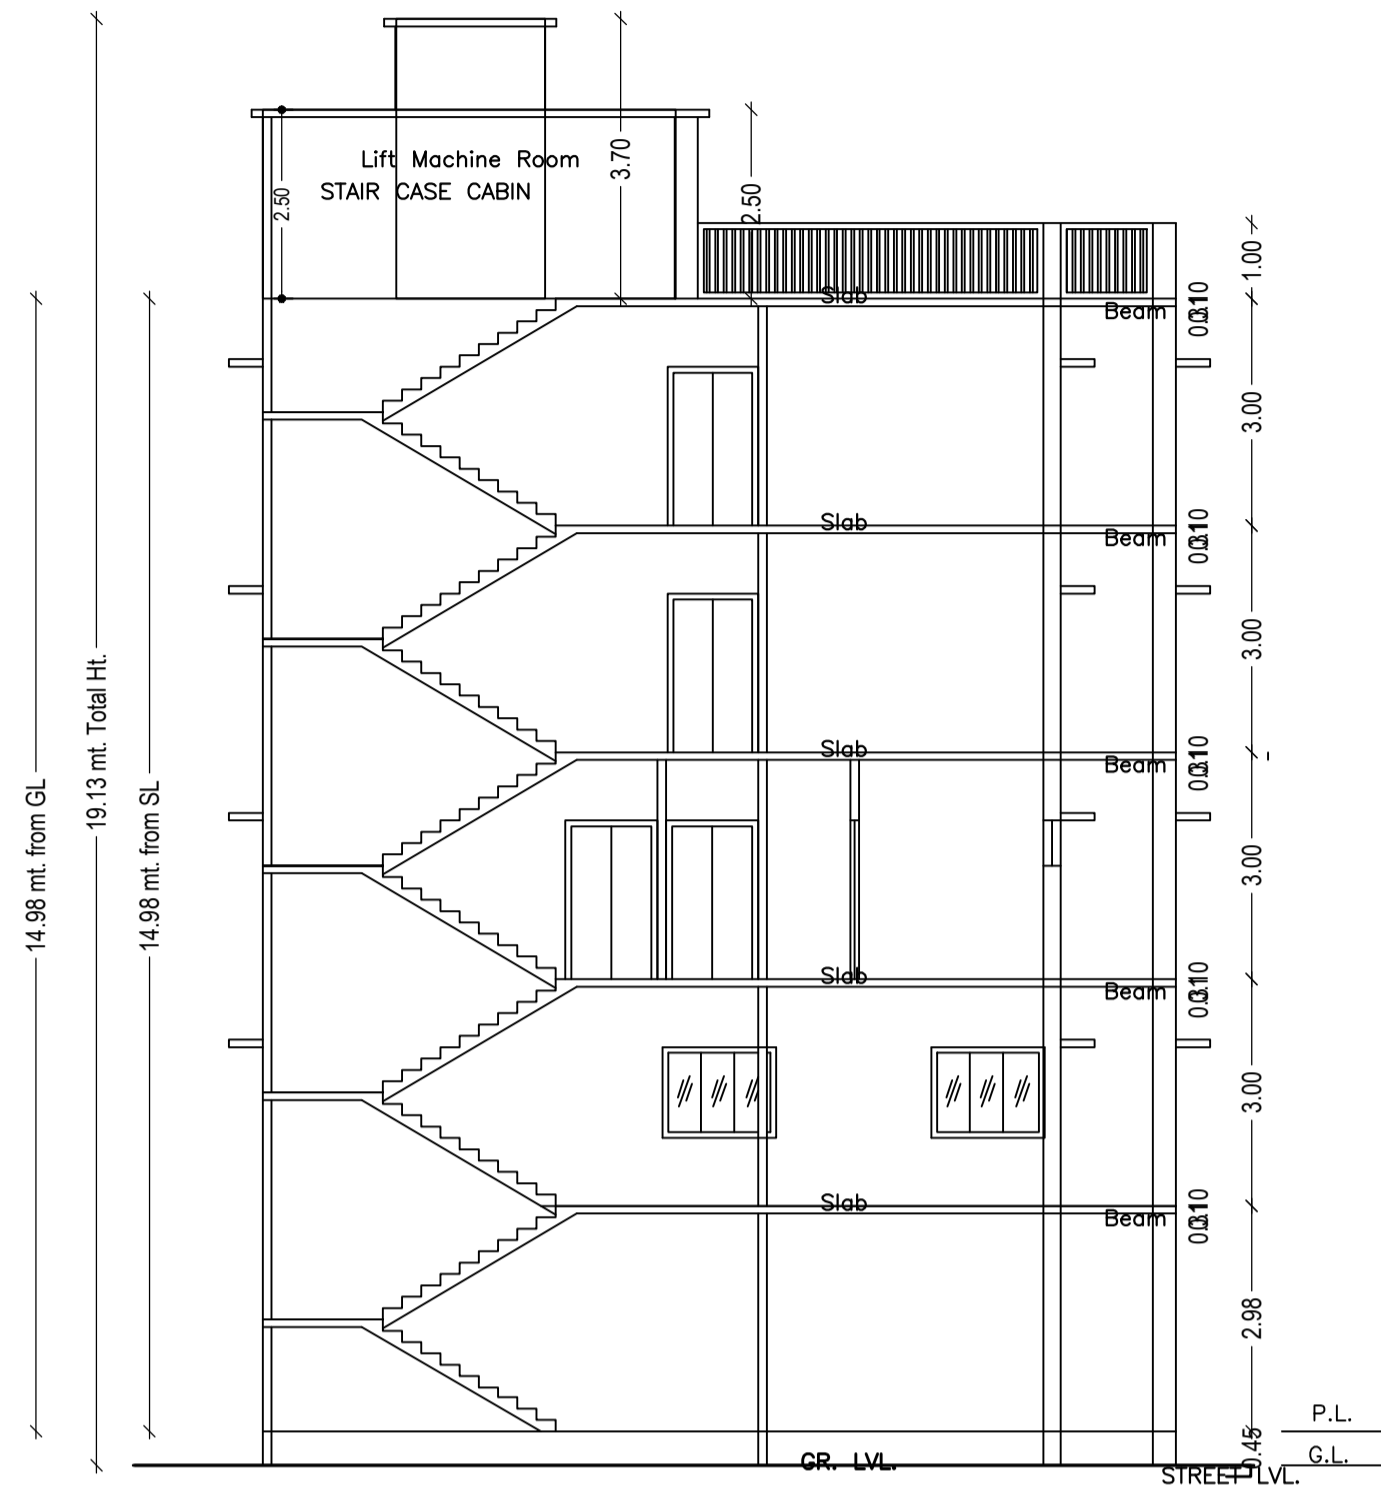 Lift Machine Room
STAIR CASE CABIN
2.50
3.70
2.50
1.00
Slab
Beam
3.00
Slab
Beam
3.00
Slab
Beam
3.00
Slab
Beam
3.00
Slab
Beam
2.98
0.45
14.98 mt. from GL
19.13 mt. Total Ht.
14.98 mt. from SL
P.L.
G.L.
GR. LVL.
STREET LVL.